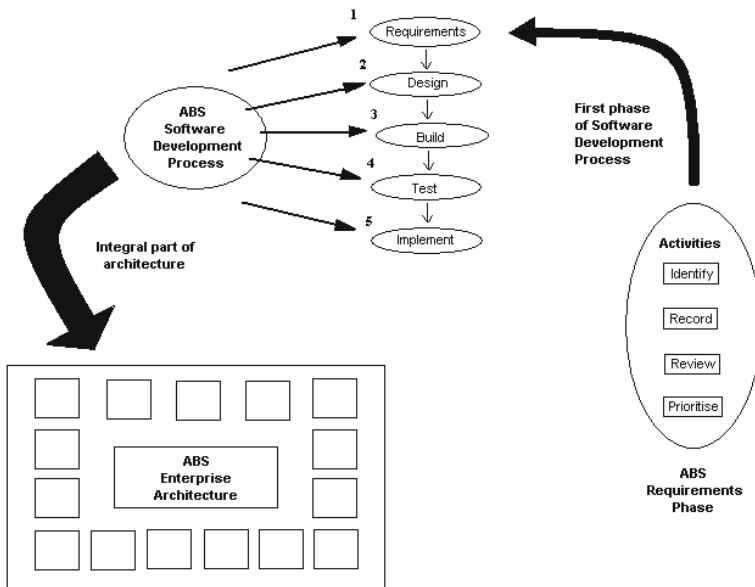 1
Requirements
2
Design
3
Build
4
Test
5
Implement
ABS
Software
Development
Process
First phase
of Software
Development
Process
Integral part of
architecture
Activities
Identify
Record
Review
Prioritise
ABS
Requirements
Phase
ABS
Enterprise
Architecture